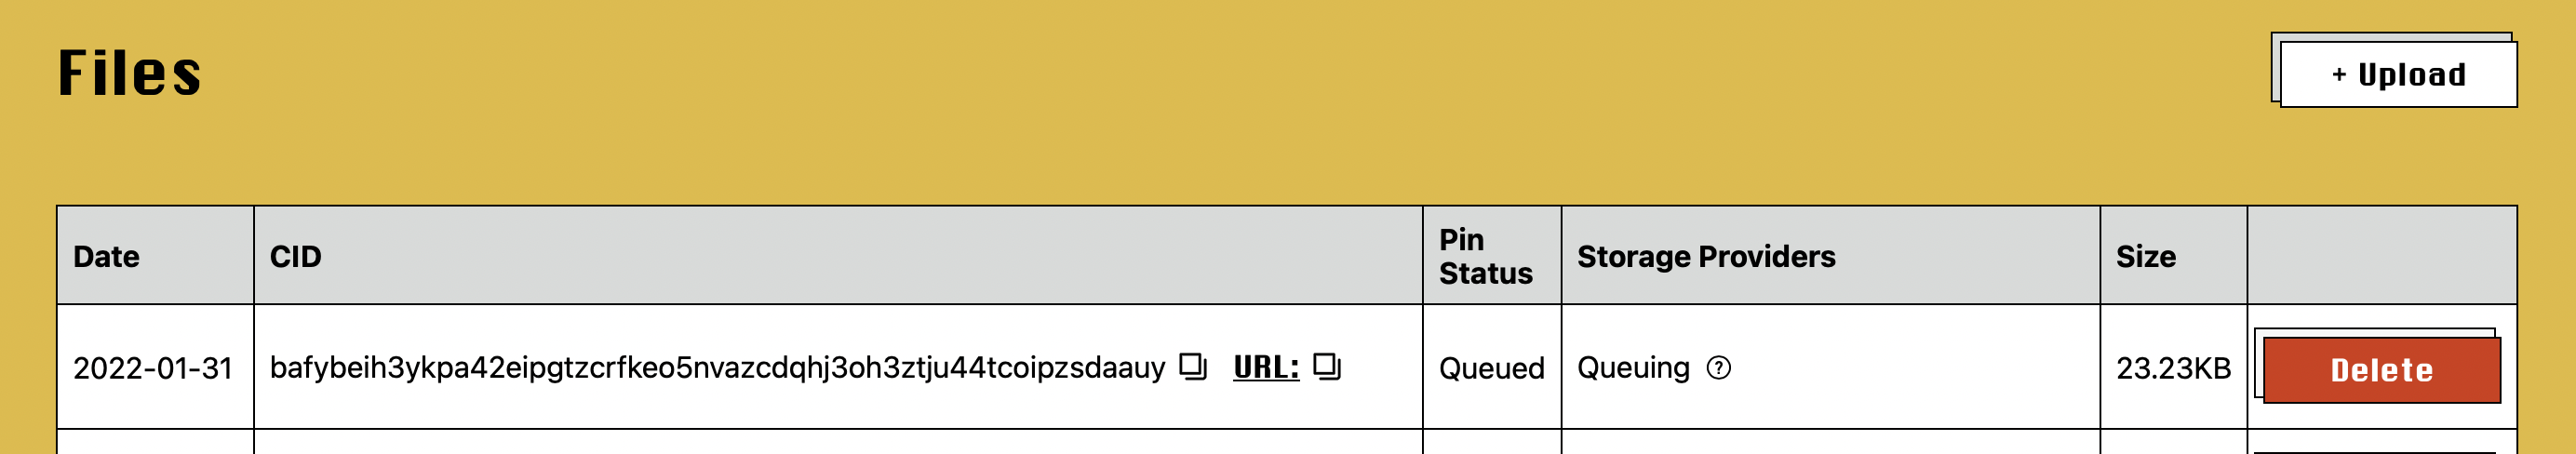 Files
+ Upload
Date CID Pin Status Storage Providers Size
2022-01-31 bafybeih3ykpa42eipgtzcrfkeo5nvazcdqhj3oh3ztju44tcoipzsdaauy URL: Queued Queuing ? 23.23KB Delete